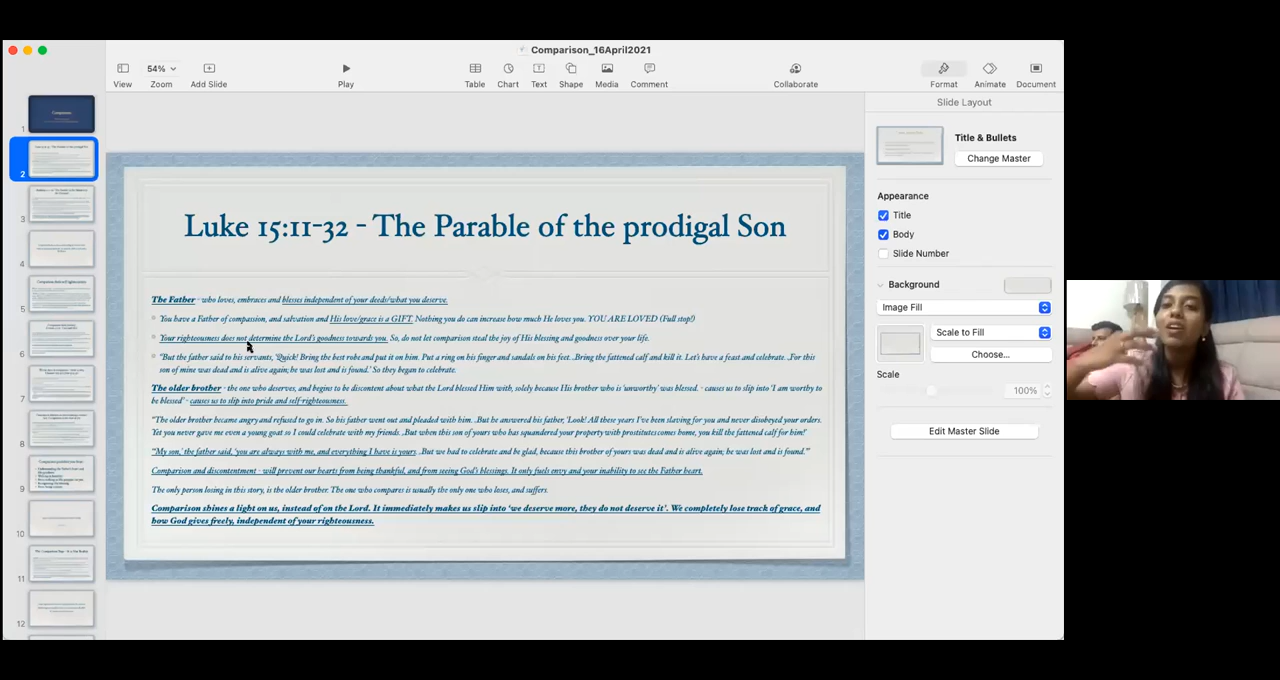 Comparison_16April2021
54%
View
Zoom
Add Slide
Play
Table
Chart
Text
Shape
Media
Comment
Collaborate
Format
Animate
Document
1
2
3
4
5
6
7
8
9
10
11
12
Luke 15:11-32 - The Parable of the prodigal Son
The Father - who loves, embraces and blesses independent of your deeds/what you deserve.
You have a Father of compassion, and salvation and His love/grace is a GIFT. Nothing you do can increase how much He loves you. YOU ARE LOVED (Full stop!)
Your righteousness does not determine the Lord's goodness towards you. So, do not let comparison steal the joy of His blessing and goodness over your life.
"But the father said to his servants, 'Quick! Bring the best robe and put it on him. Put a ring on his finger and sandals on his feet. .Bring the fattened calf and kill it. Let's have a feast and celebrate. .For this
son of mine was dead and is alive again; he was lost and is found.' So they began to celebrate.
The older brother - the one who deserves, and begins to be discontent about what the Lord blessed Him with, solely because His brother who is 'unworthy' was blessed. - causes us to slip into 'I am worthy to
be blessed' - causes us to slip into pride and self-righteousness.
"The older brother became angry and refused to go in. So his father went out and pleaded with him. .But he answered his father, 'Look! All these years I've been slaving for you and never disobeyed your orders.
Yet you never gave me even a young goat so I could celebrate with my friends. .But when this son of yours who has squandered your property with prostitutes comes home, you kill the fattened calf for him!'
"'My son,' the father said, 'you are always with me, and everything I have is yours. .But we had to celebrate and be glad, because this brother of yours was dead and is alive again; he was lost and is found.'"
Comparison and discontentment - will prevent our hearts from being thankful, and from seeing God's blessings. It only fuels envy and your inability to see the Father heart.
The only person losing in this story, is the older brother. The one who compares is usually the only one who loses, and suffers.
Comparison shines a light on us, instead of on the Lord. It immediately makes us slip into 'we deserve more, they do not deserve it'. We completely lose track of grace, and
how God gives freely, independent of your righteousness.
Slide Layout
Title & Bullets
Change Master
Appearance
Title
Body
Slide Number
Background
Image Fill
Scale to Fill
Choose...
Scale
100%
Edit Master Slide